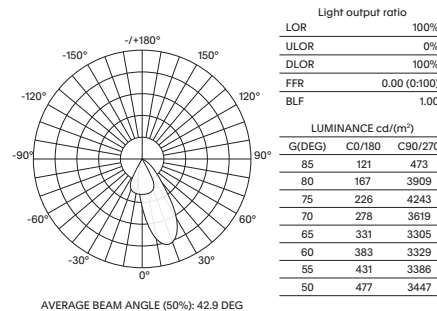 -/+180°
-150°
150°
-120°
120°
-90°
90°
-60°
60°
-30°
30°
0°
AVERAGE BEAM ANGLE (50%): 42.9 DEG
Light output ratio
LOR 100%
ULOR 0%
DLOR 100%
FFR 0.00 (0:100)
BLF 1.00
LUMINANCE cd/(m²)
G(DEG) C0/180 C90/270
85 121 473
80 167 3909
75 226 4243
70 278 3619
65 331 3305
60 383 3329
55 431 3386
50 477 3447